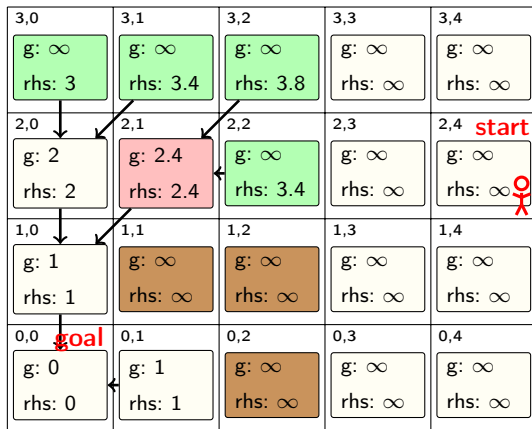 3,0 3,1 3,2 3,3 3,4
g: ∞ g: ∞ g: ∞ g: ∞ g: ∞
rhs: 3 rhs: 3.4 rhs: 3.8 rhs: ∞ rhs: ∞
2,0 2,1 2,2 2,3 2,4 start
g: 2 g: 2.4 g: ∞ g: ∞ g: ∞
rhs: 2 rhs: 2.4 rhs: 3.4 rhs: ∞ rhs: ∞
1,0 1,1 1,2 1,3 1,4
g: 1 g: ∞ g: ∞ g: ∞ g: ∞
rhs: 1 rhs: ∞ rhs: ∞ rhs: ∞ rhs: ∞
0,0 goal 0,1 0,2 0,3 0,4
g: 0 g: 1 g: ∞ g: ∞ g: ∞
rhs: 0 rhs: 1 rhs: ∞ rhs: ∞ rhs: ∞